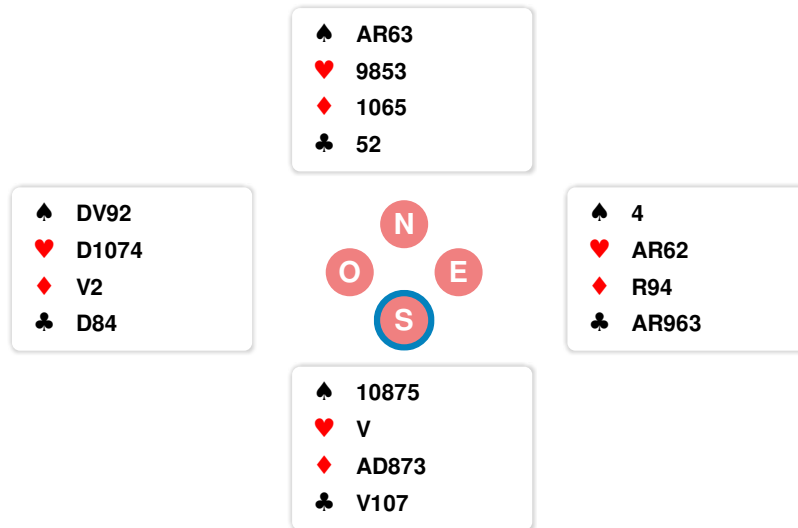 ♠ AR63
♥ 9853
♦ 1065
♣ 52
♠ DV92
♥ D1074
♦ V2
♣ D84
N
O E
S
♠ 4
♥ AR62
♦ R94
♣ AR963
♠ 10875
♥ V
♦ AD873
♣ V107